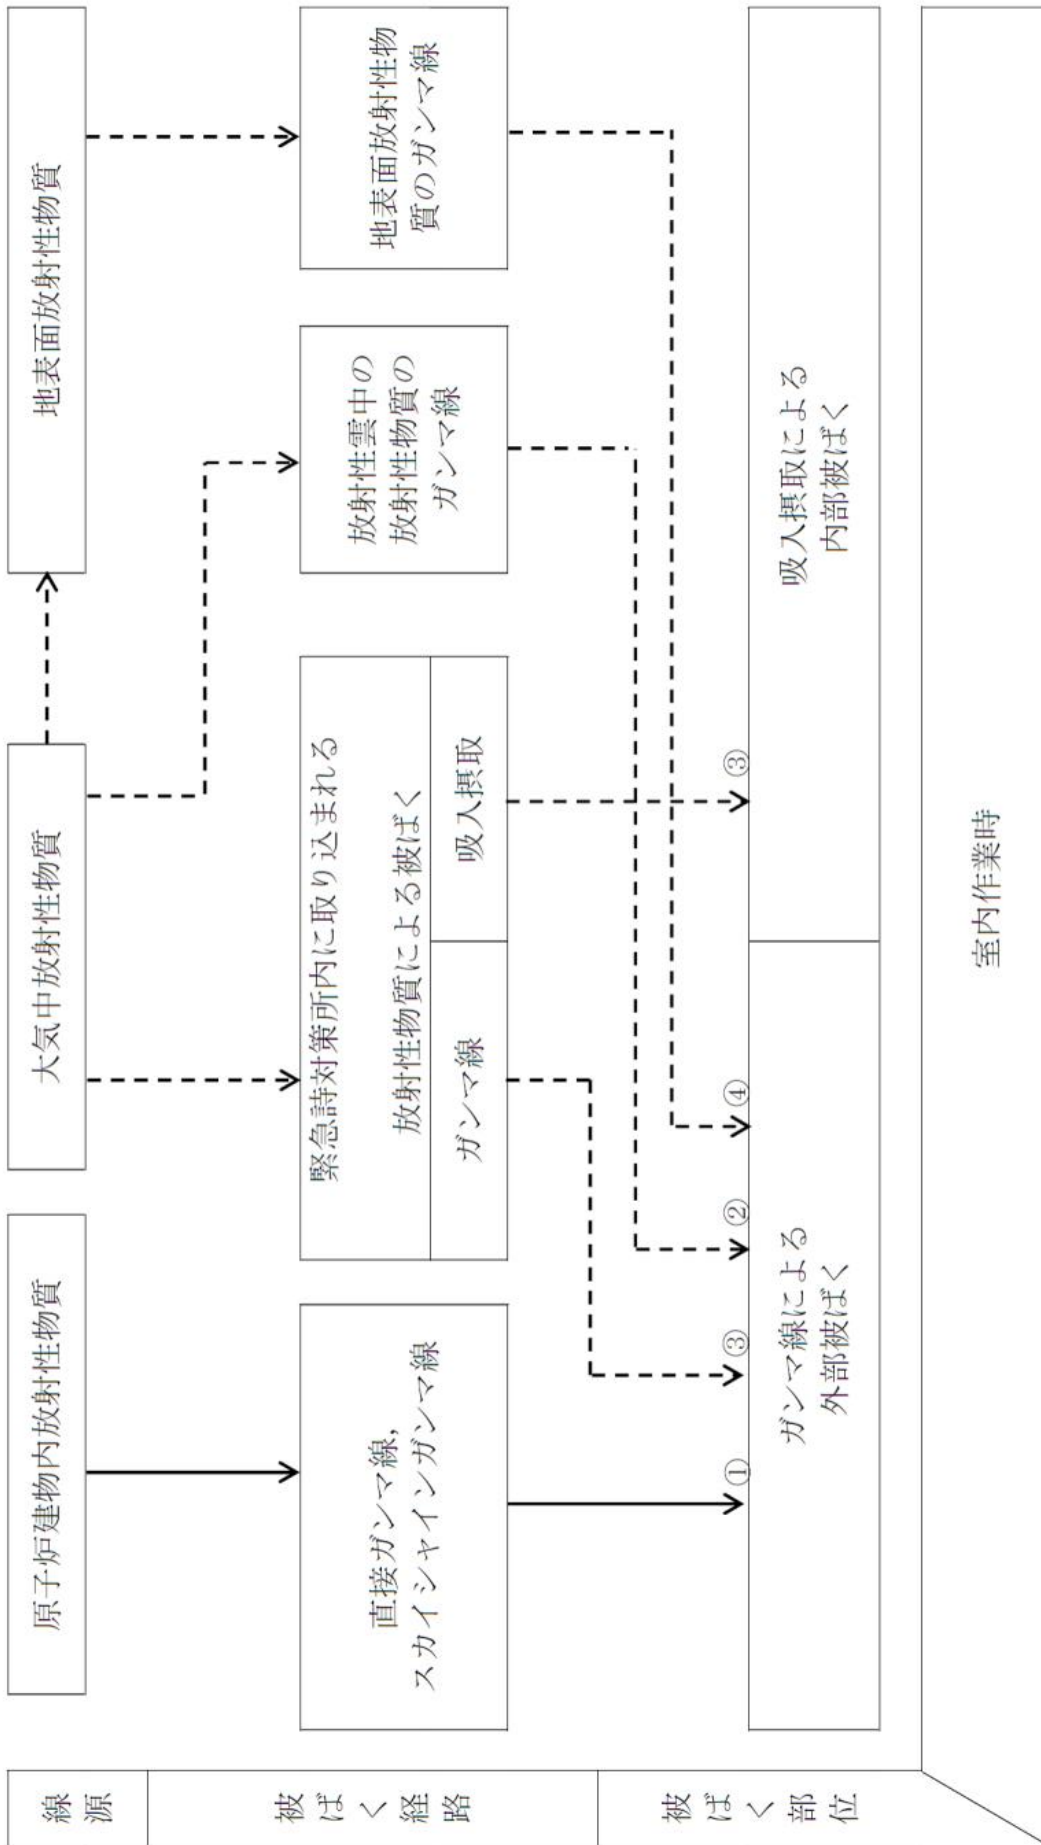 線
源
原子炉建物内放射性物質
大気中放射性物質
地表面放射性物質
被ばく経路
直接ガンマ線,
スカイシャインガンマ線
緊急詩対策所内に取り込まれる
放射性物質による被ばく
ガンマ線
吸入摂取
放射性雲中の
放射性物質の
ガンマ線
地表面放射性物
質のガンマ線
被ばく部位
①
③
②
④
③
ガンマ線による
外部被ばく
吸入摂取による
内部被ばく
室内作業時